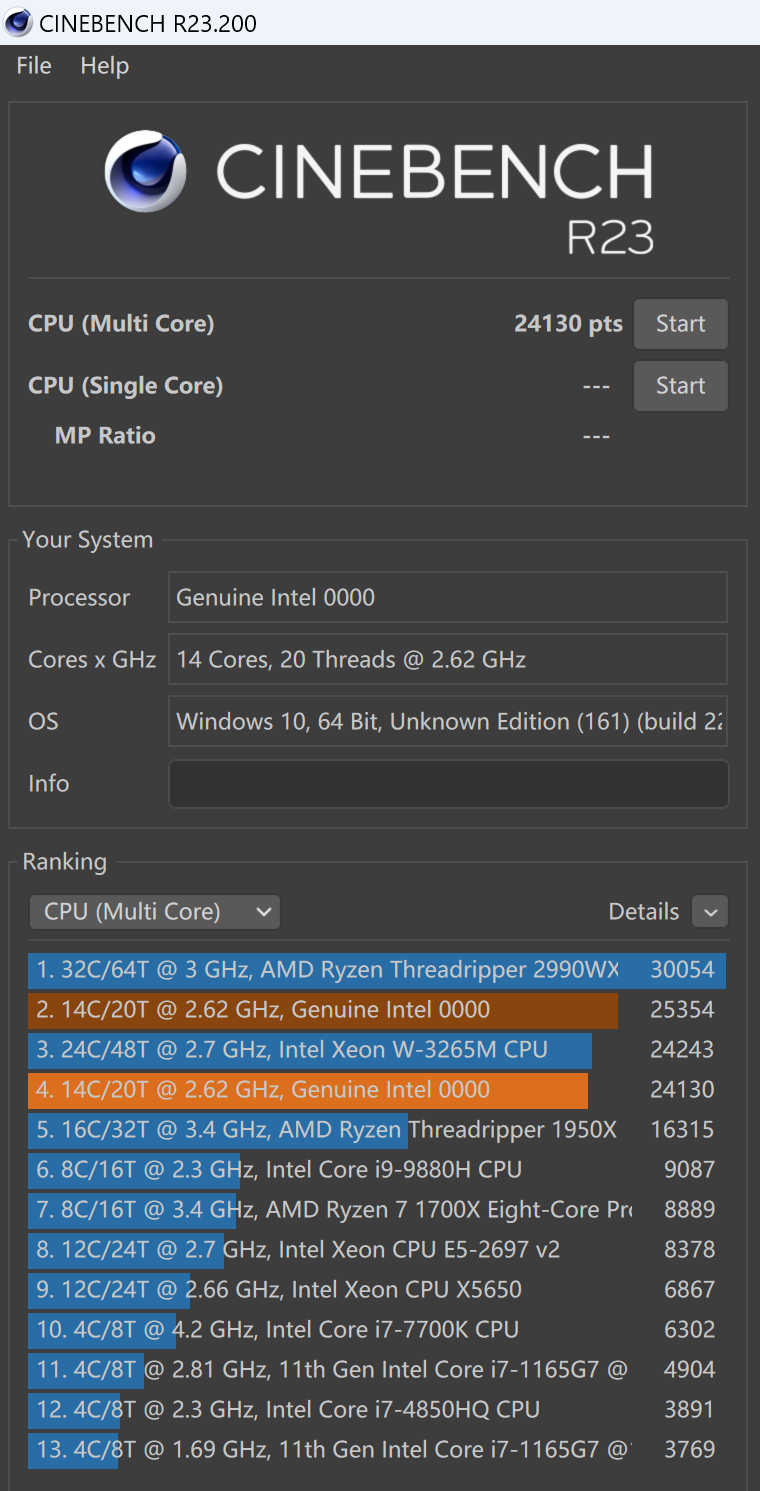 CINEBENCH R23.200
File Help
CINEBENCH
R23
CPU (Multi Core) 24130 pts Start
CPU (Single Core) --- Start
MP Ratio ---
Your System
Processor Genuine Intel 0000
Cores x GHz 14 Cores, 20 Threads @ 2.62 GHz
OS Windows 10, 64 Bit, Unknown Edition (161) (build 22
Info
Ranking
CPU (Multi Core) Details
1. 32C/64T @ 3 GHz, AMD Ryzen Threadripper 2990WX 30054
2. 14C/20T @ 2.62 GHz, Genuine Intel 0000 25354
3. 24C/48T @ 2.7 GHz, Intel Xeon W-3265M CPU 24243
4. 14C/20T @ 2.62 GHz, Genuine Intel 0000 24130
5. 16C/32T @ 3.4 GHz, AMD Ryzen Threadripper 1950X 16315
6. 8C/16T @ 2.3 GHz, Intel Core i9-9880H CPU 9087
7. 8C/16T @ 3.4 GHz, AMD Ryzen 7 1700X Eight-Core Pro 8889
8. 12C/24T @ 2.7 GHz, Intel Xeon CPU E5-2697 v2 8378
9. 12C/24T @ 2.66 GHz, Intel Xeon CPU X5650 6867
10. 4C/8T @ 4.2 GHz, Intel Core i7-7700K CPU 6302
11. 4C/8T @ 2.81 GHz, 11th Gen Intel Core i7-1165G7 @ 4904
12. 4C/8T @ 2.3 GHz, Intel Core i7-4850HQ CPU 3891
13. 4C/8T @ 1.69 GHz, 11th Gen Intel Core i7-1165G7 @ 3769